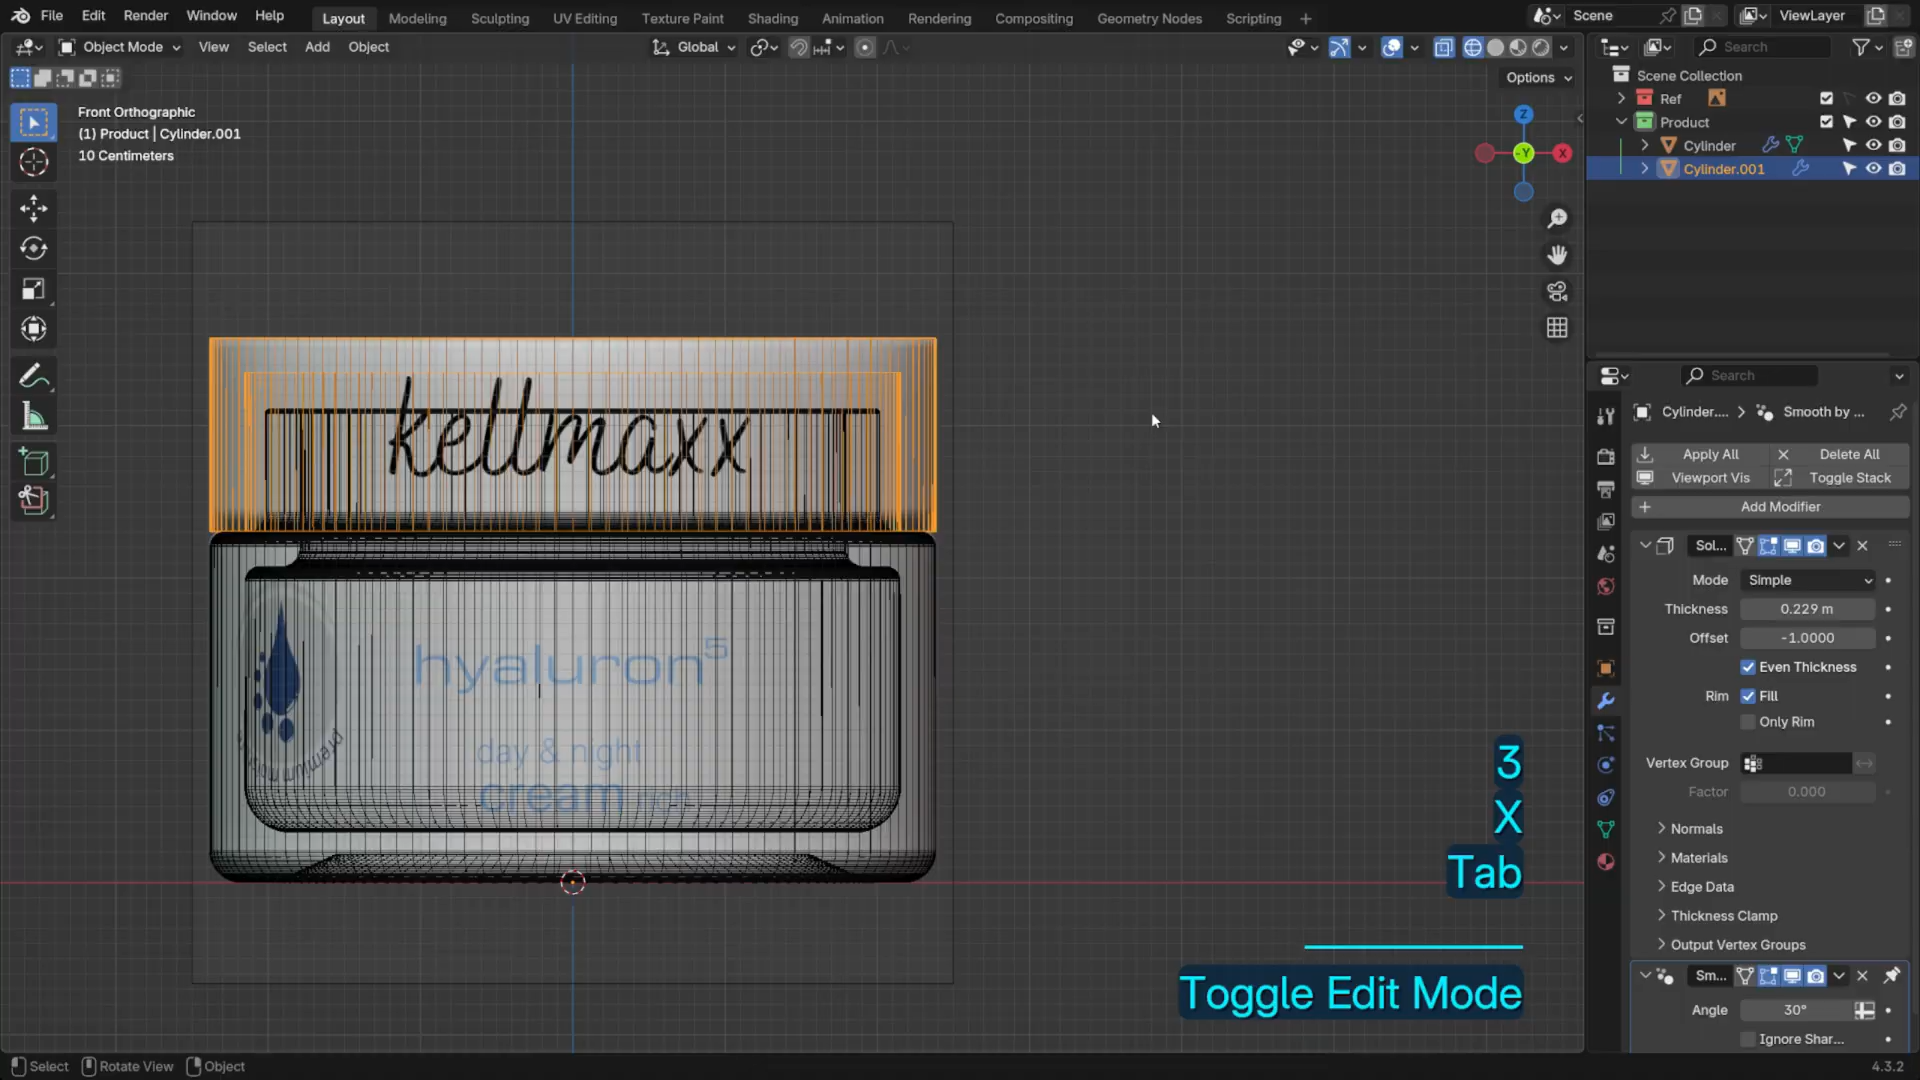 File Edit Render Window Help Layout Modeling Sculpting UV Editing Texture Paint Shading Animation Rendering Compositing Geometry Nodes Scripting Scene ViewLayer
Object Mode View Select Add Object Global Search
Options
Front Orthographic
(1) Product | Cylinder.001
10 Centimeters
Z
-Y
X
Scene Collection
Ref
Product
Cylinder
Cylinder.001
kellmaxx
hyaluron5
day & night
cream
premium
3
X
Tab
Toggle Edit Mode
Search
Cylinder.... Smooth by ...
Apply All Delete All
Viewport Vis Toggle Stack
Add Modifier
Sol...
Mode Simple
Thickness 0.229 m
Offset -1.0000
Even Thickness
Rim Fill
Only Rim
Vertex Group
Factor 0.000
Normals
Materials
Edge Data
Thickness Clamp
Output Vertex Groups
Sm...
Angle 30°
Ignore Shar...
Select Rotate View Object 4.3.2